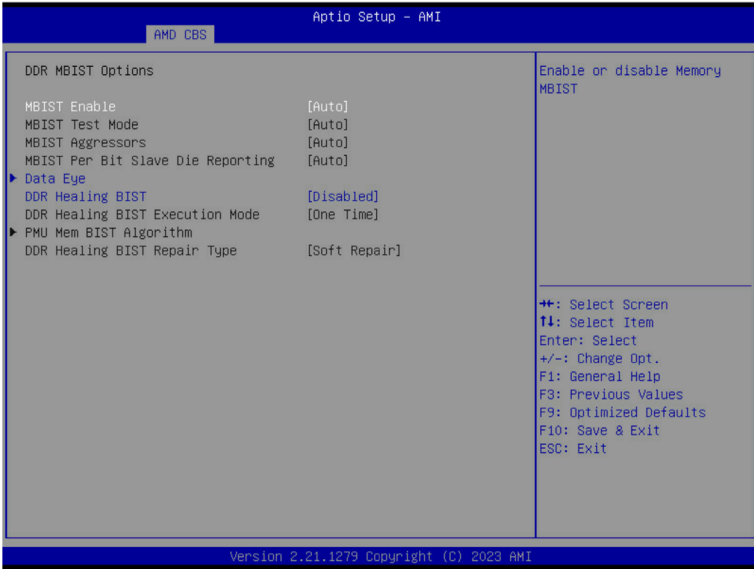 Aptio Setup – AMI
AMD CBS
DDR MBIST Options
MBIST Enable [Auto]
MBIST Test Mode [Auto]
MBIST Aggressors [Auto]
MBIST Per Bit Slave Die Reporting [Auto]
Data Eye
DDR Healing BIST [Disabled]
DDR Healing BIST Execution Mode [One Time]
PMU Mem BIST Algorithm
DDR Healing BIST Repair Type [Soft Repair]
Enable or disable Memory
MBIST
→←: Select Screen
↑↓: Select Item
Enter: Select
+/-: Change Opt.
F1: General Help
F3: Previous Values
F9: Optimized Defaults
F10: Save & Exit
ESC: Exit
Version 2.21.1279 Copyright (C) 2023 AMI